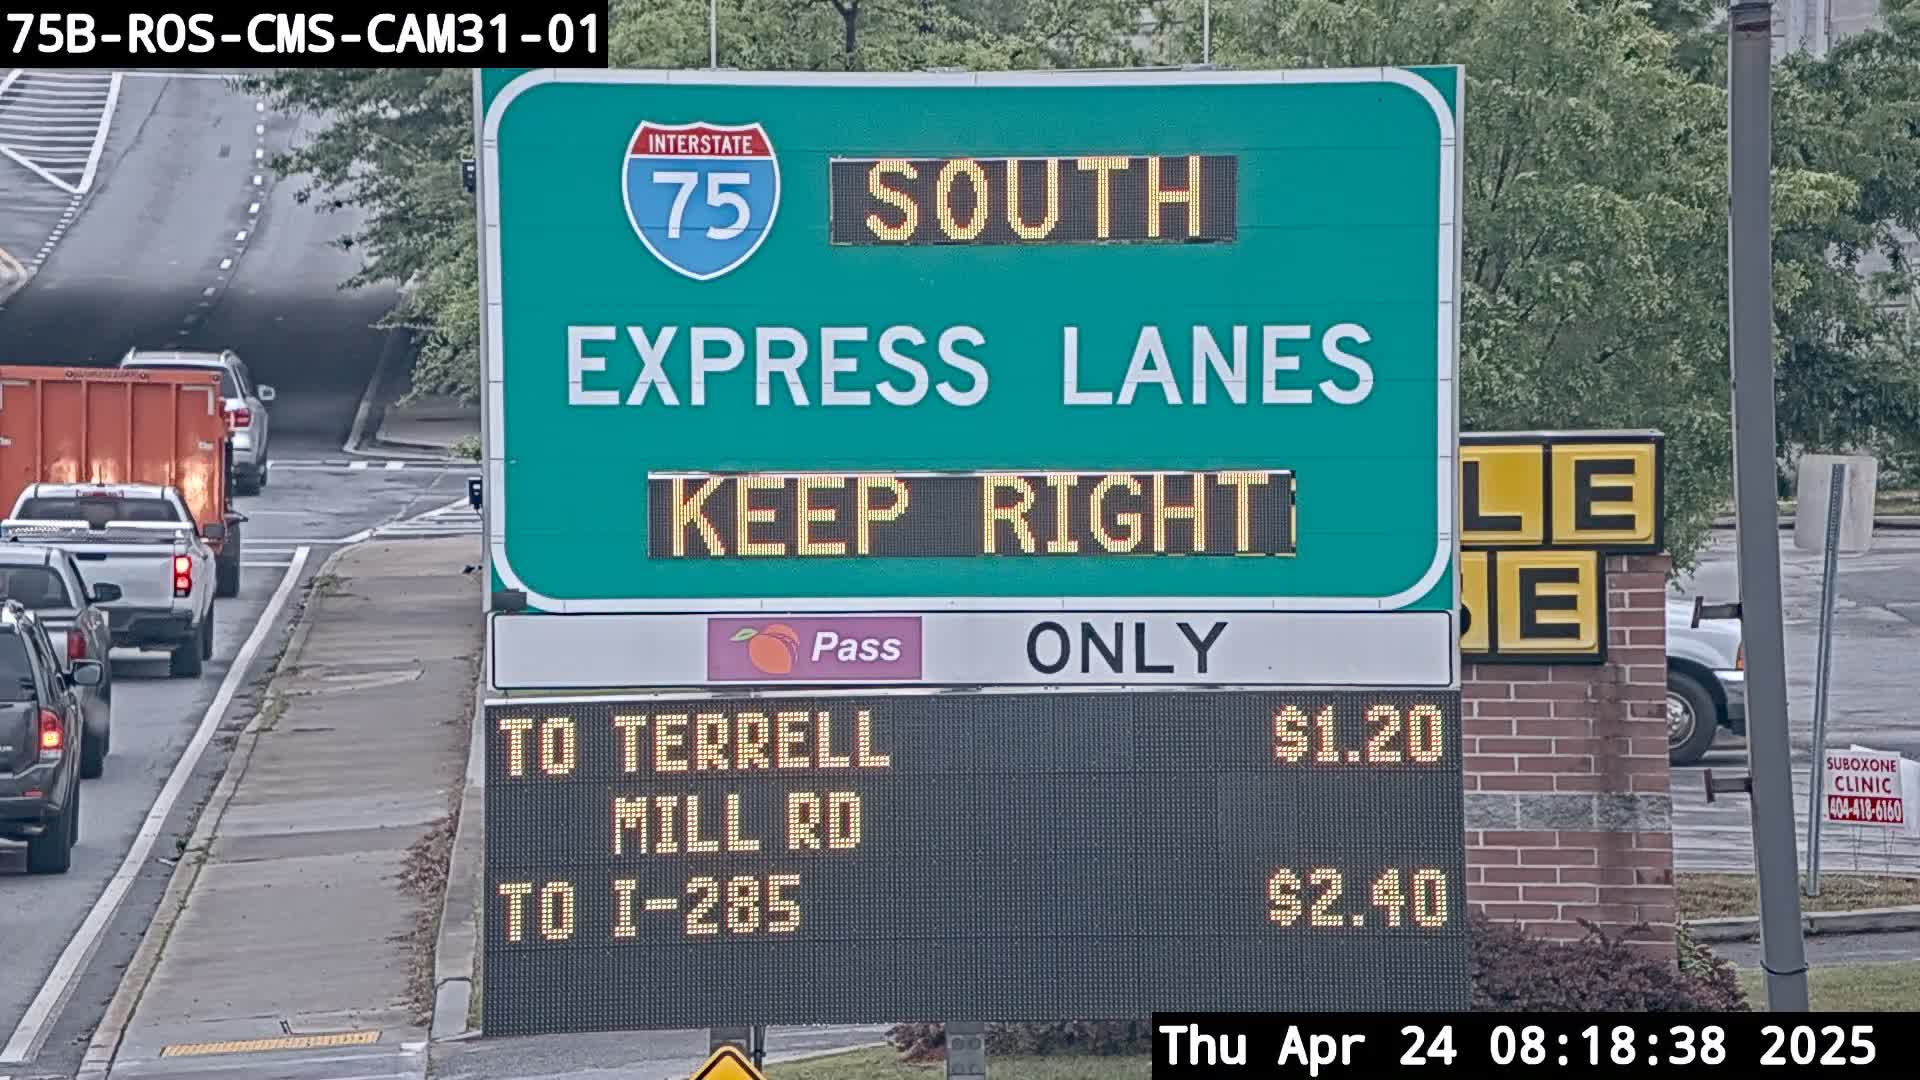 75B-ROS-CMS-CAM31-01
INTERSTATE
75
SOUTH
EXPRESS LANES
KEEP RIGHT
Pass ONLY
TO TERRELL $1.20
MILL RD
TO I-285 $2.40
LE
E
SUBOXONE
CLINIC
404-418-6160
Thu Apr 24 08:18:38 2025